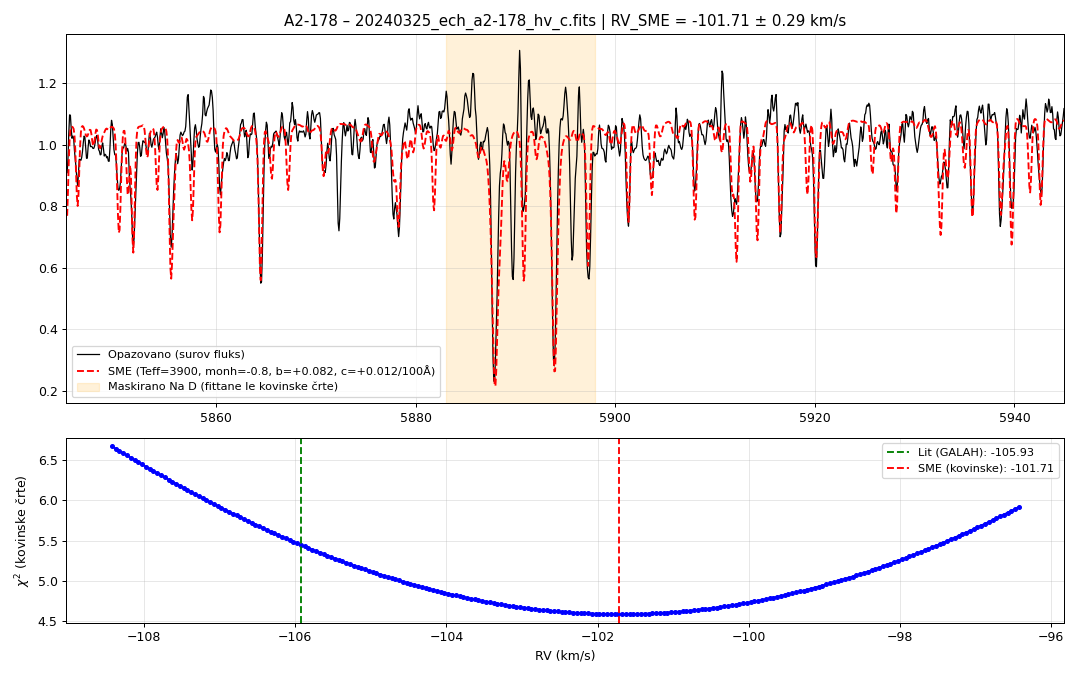 A2-178 – 20240325_ech_a2-178_hv_c.fits | RV_SME = -101.71 ± 0.29 km/s
1.2
1.0
0.8
0.6
0.4
0.2
Opazovano (surov fluks)
SME (Teff=3900, monh=-0.8, b=+0.082, c=+0.012/100Å)
Maskirano Na D (fittane le kovinske črte)
5860 5880 5900 5920 5940
χ² (kovinske črte)
6.5
6.0
5.5
5.0
4.5
Lit (GALAH): -105.93
SME (kovinske): -101.71
−108 −106 −104 −102 −100 −98 −96
RV (km/s)